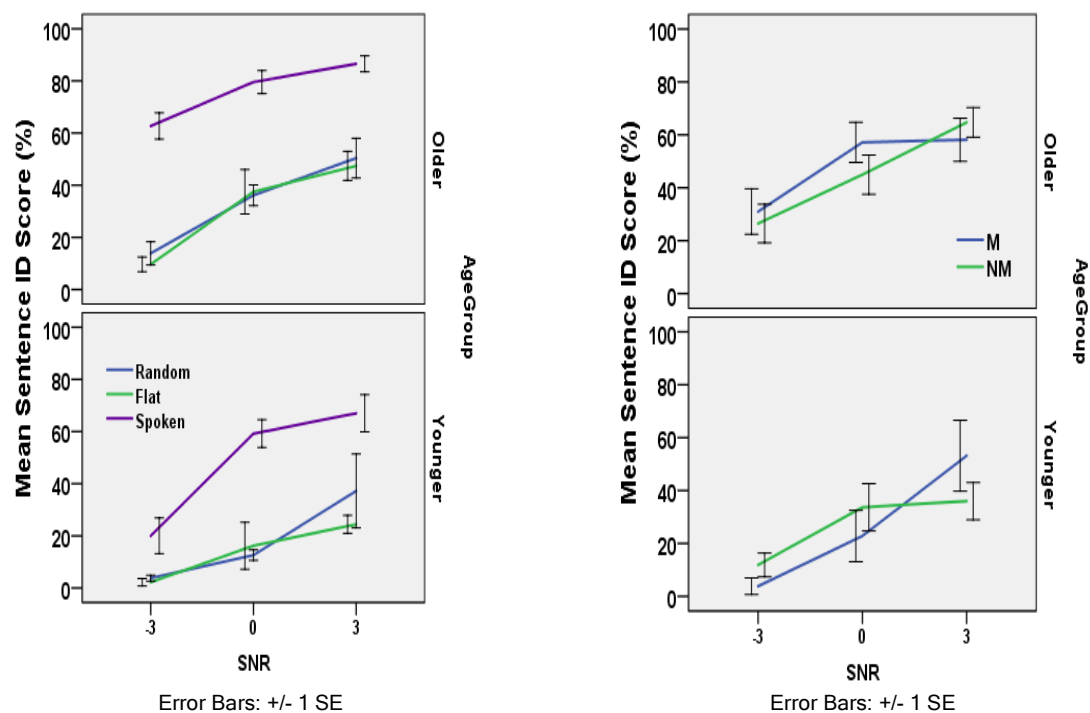 Mean Sentence ID Score (%)
100
80
60
40
20
0
Older
100
80
60
40
20
0
Random
Flat
Spoken
Younger
AgeGroup
-3
0
3
SNR
Error Bars: +/- 1 SE
Mean Sentence ID Score (%)
100
80
60
40
20
0
M
NM
Older
100
80
60
40
20
0
Younger
AgeGroup
-3
0
3
SNR
Error Bars: +/- 1 SE